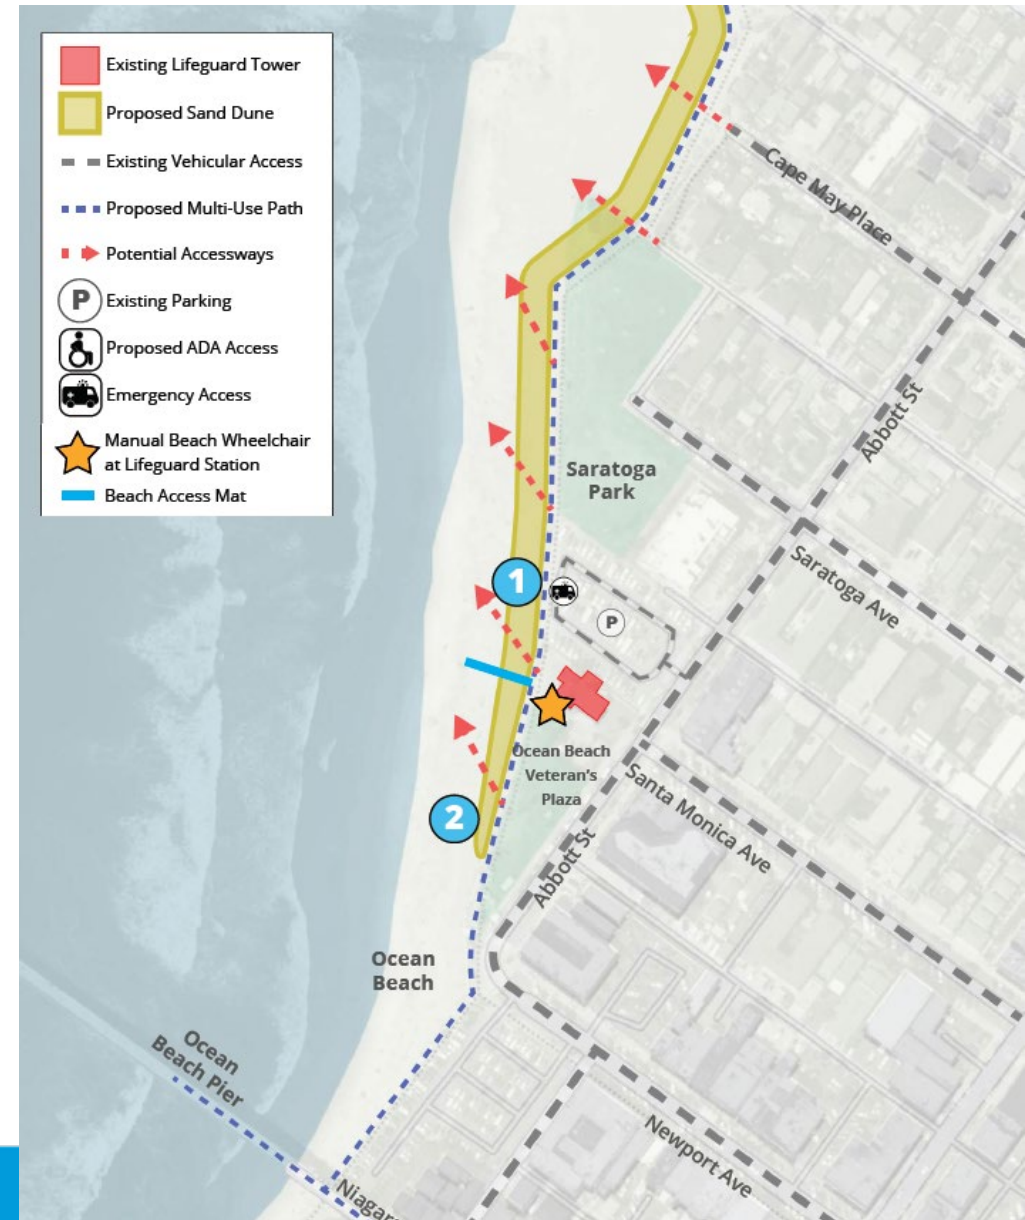 Existing Lifeguard Tower
Proposed Sand Dune
Existing Vehicular Access
Proposed Multi-Use Path
Potential Accessways
P
Existing Parking
Proposed ADA Access
Emergency Access
Manual Beach Wheelchair
at Lifeguard Station
Beach Access Mat
Cape May Place
Abbott St
Saratoga
Park
1
P
Saratoga Ave
Ocean Beach
Veteran's
Plaza
Santa Monica Ave
2
Abbott St
Ocean
Beach
Ocean
Beach Pier
Newport Ave